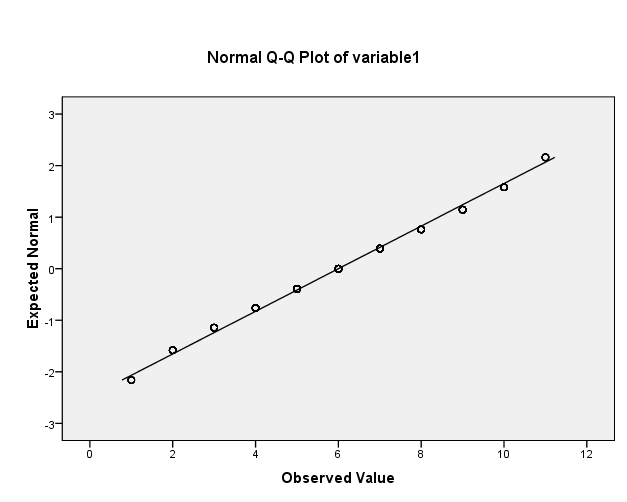 Normal Q-Q Plot of variable1
3
2
1
0
-1
-2
-3
Expected Normal
0 2 4 6 8 10 12
Observed Value